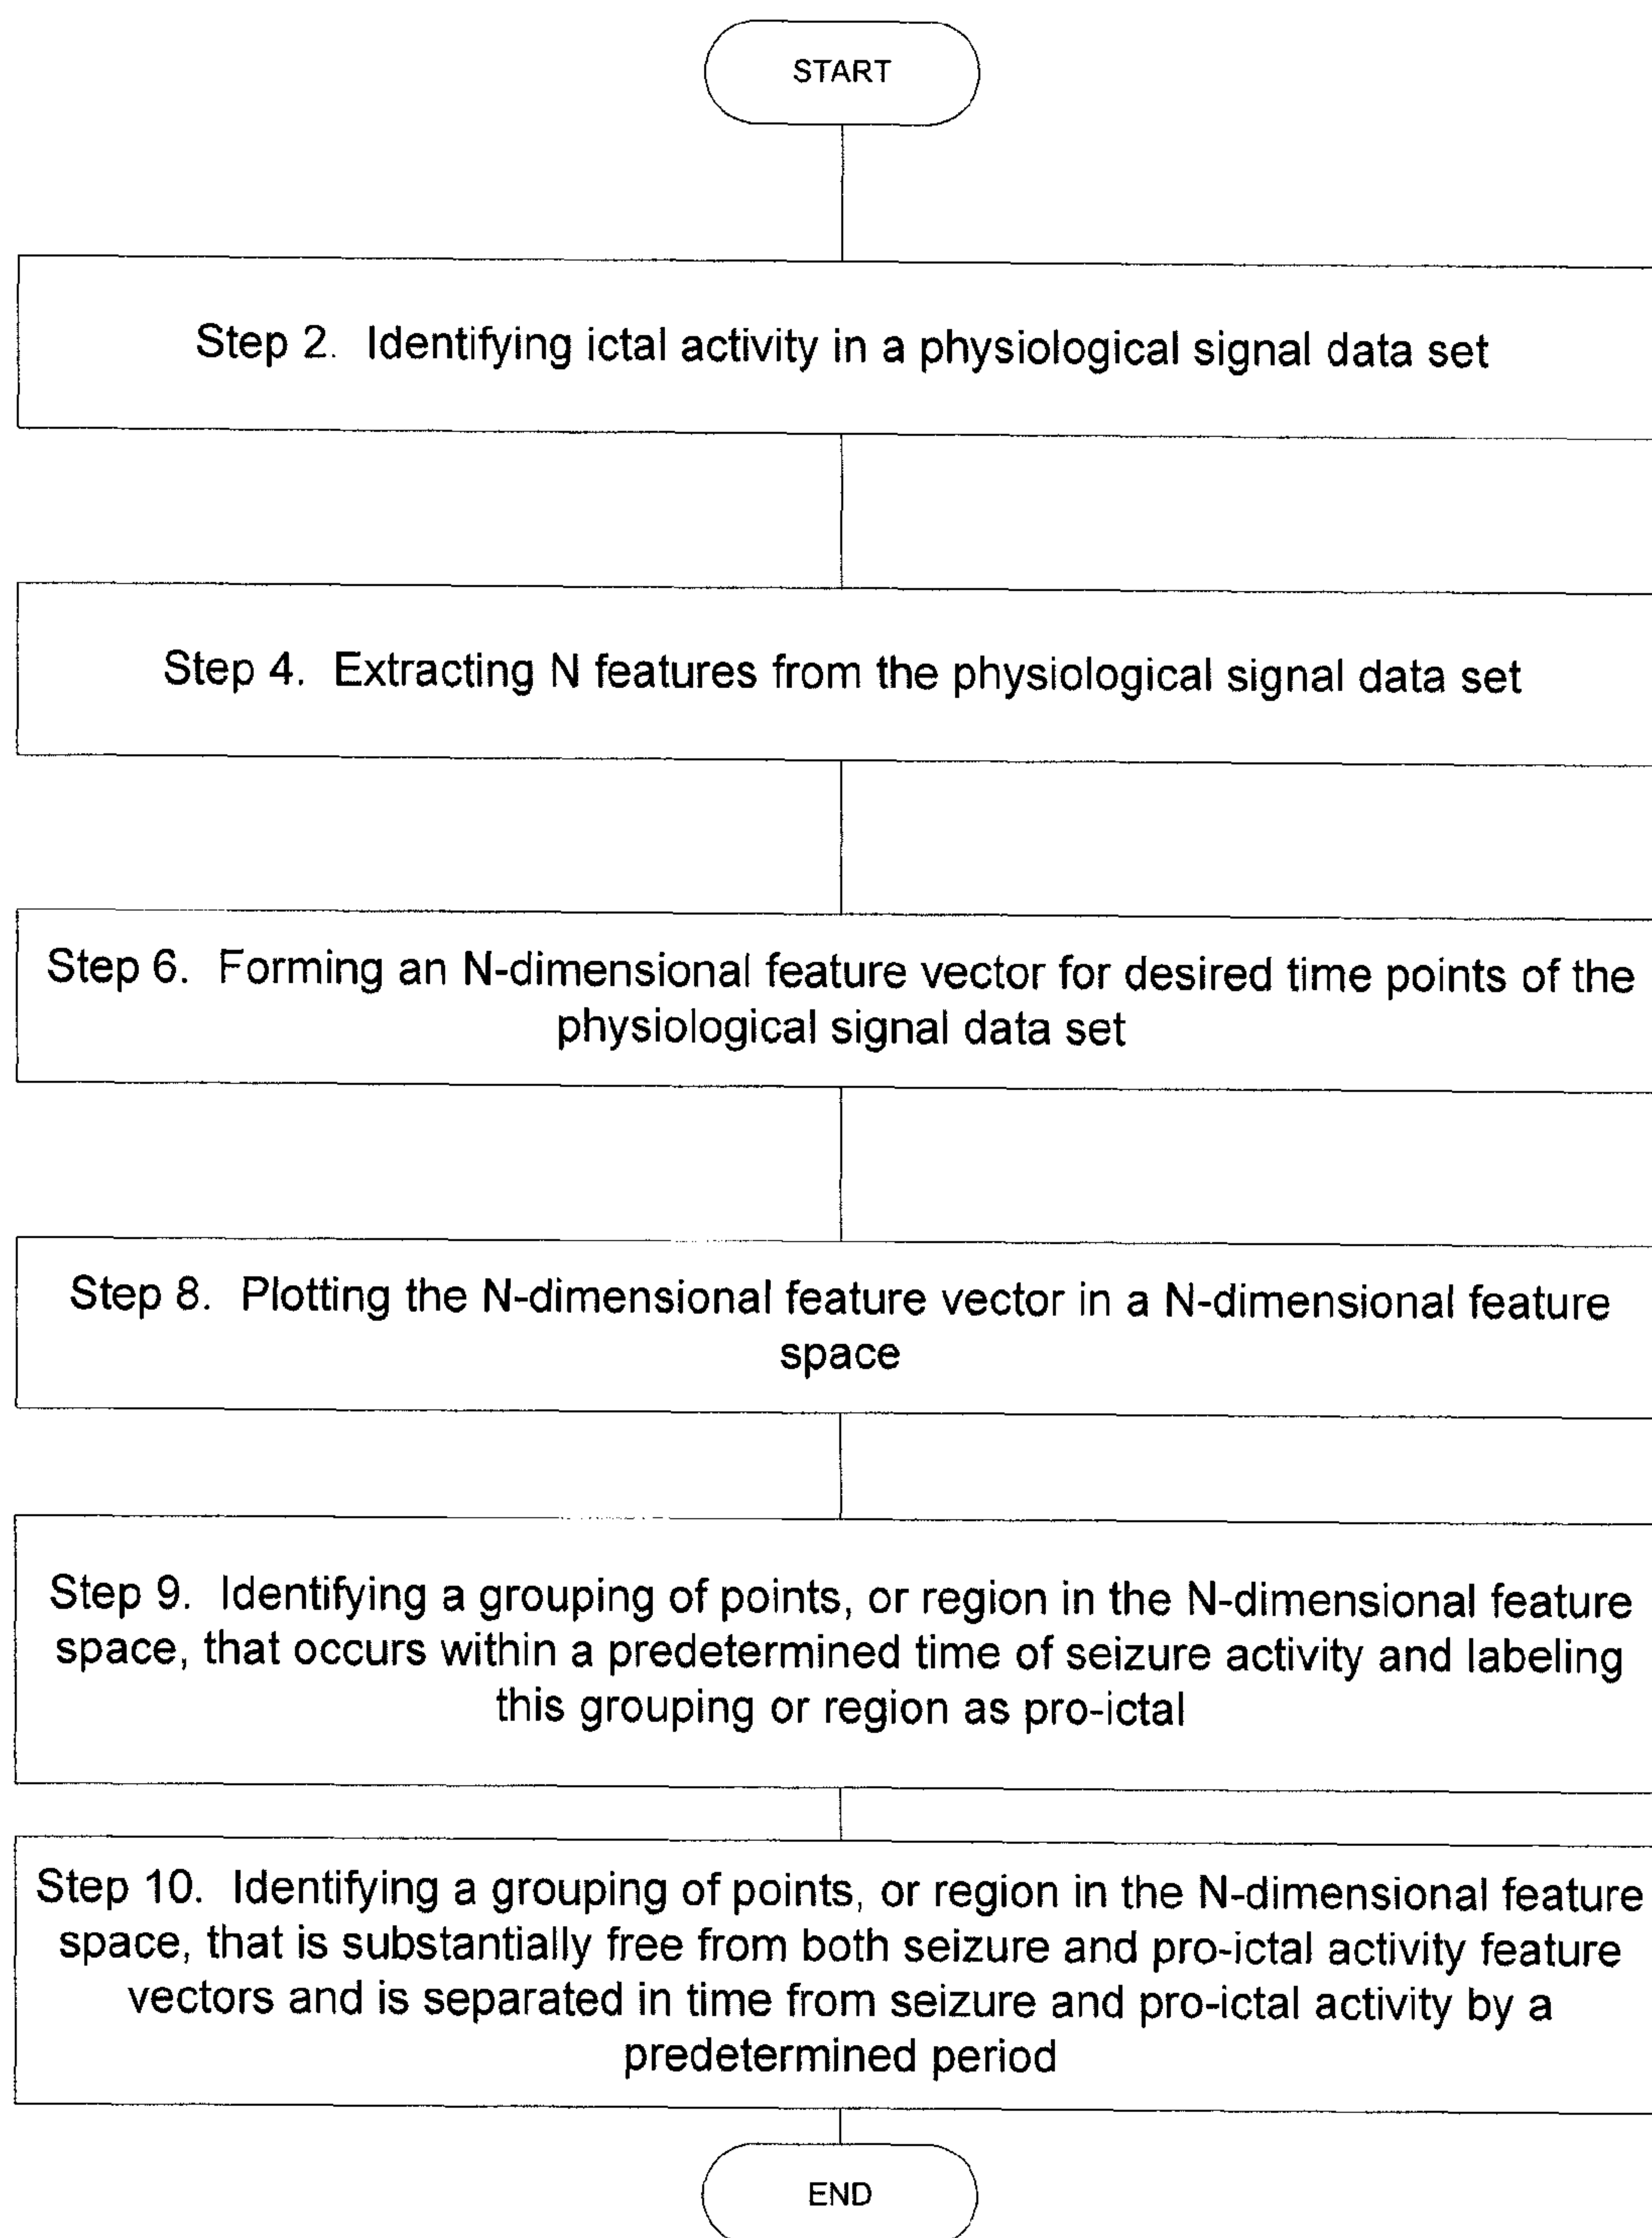 START
Step 2. Identifying ictal activity in a physiological signal data set
Step 4. Extracting N features from the physiological signal data set
Step 6. Forming an N-dimensional feature vector for desired time points of the
physiological signal data set
Step 8. Plotting the N-dimensional feature vector in a N-dimensional feature
space
Step 9. Identifying a grouping of points, or region in the N-dimensional feature
space, that occurs within a predetermined time of seizure activity and labeling
this grouping or region as pro-ictal
Step 10. Identifying a grouping of points, or region in the N-dimensional feature
space, that is substantially free from both seizure and pro-ictal activity feature
vectors and is separated in time from seizure and pro-ictal activity by a
predetermined period
END